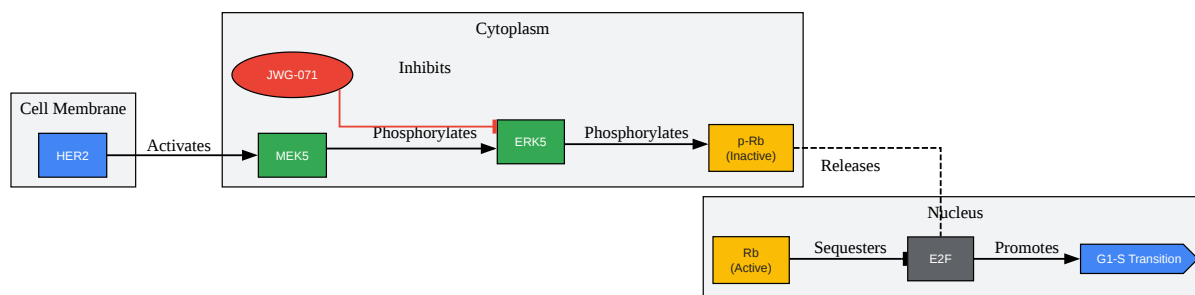 Cytoplasm
JWG-071
Inhibits
Cell Membrane
HER2
Activates
MEK5
Phosphorylates
ERK5
Phosphorylates
p-Rb
(Inactive)
Releases
Nucleus
Rb
(Active)
Sequesters
E2F
Promotes
G1-S Transition